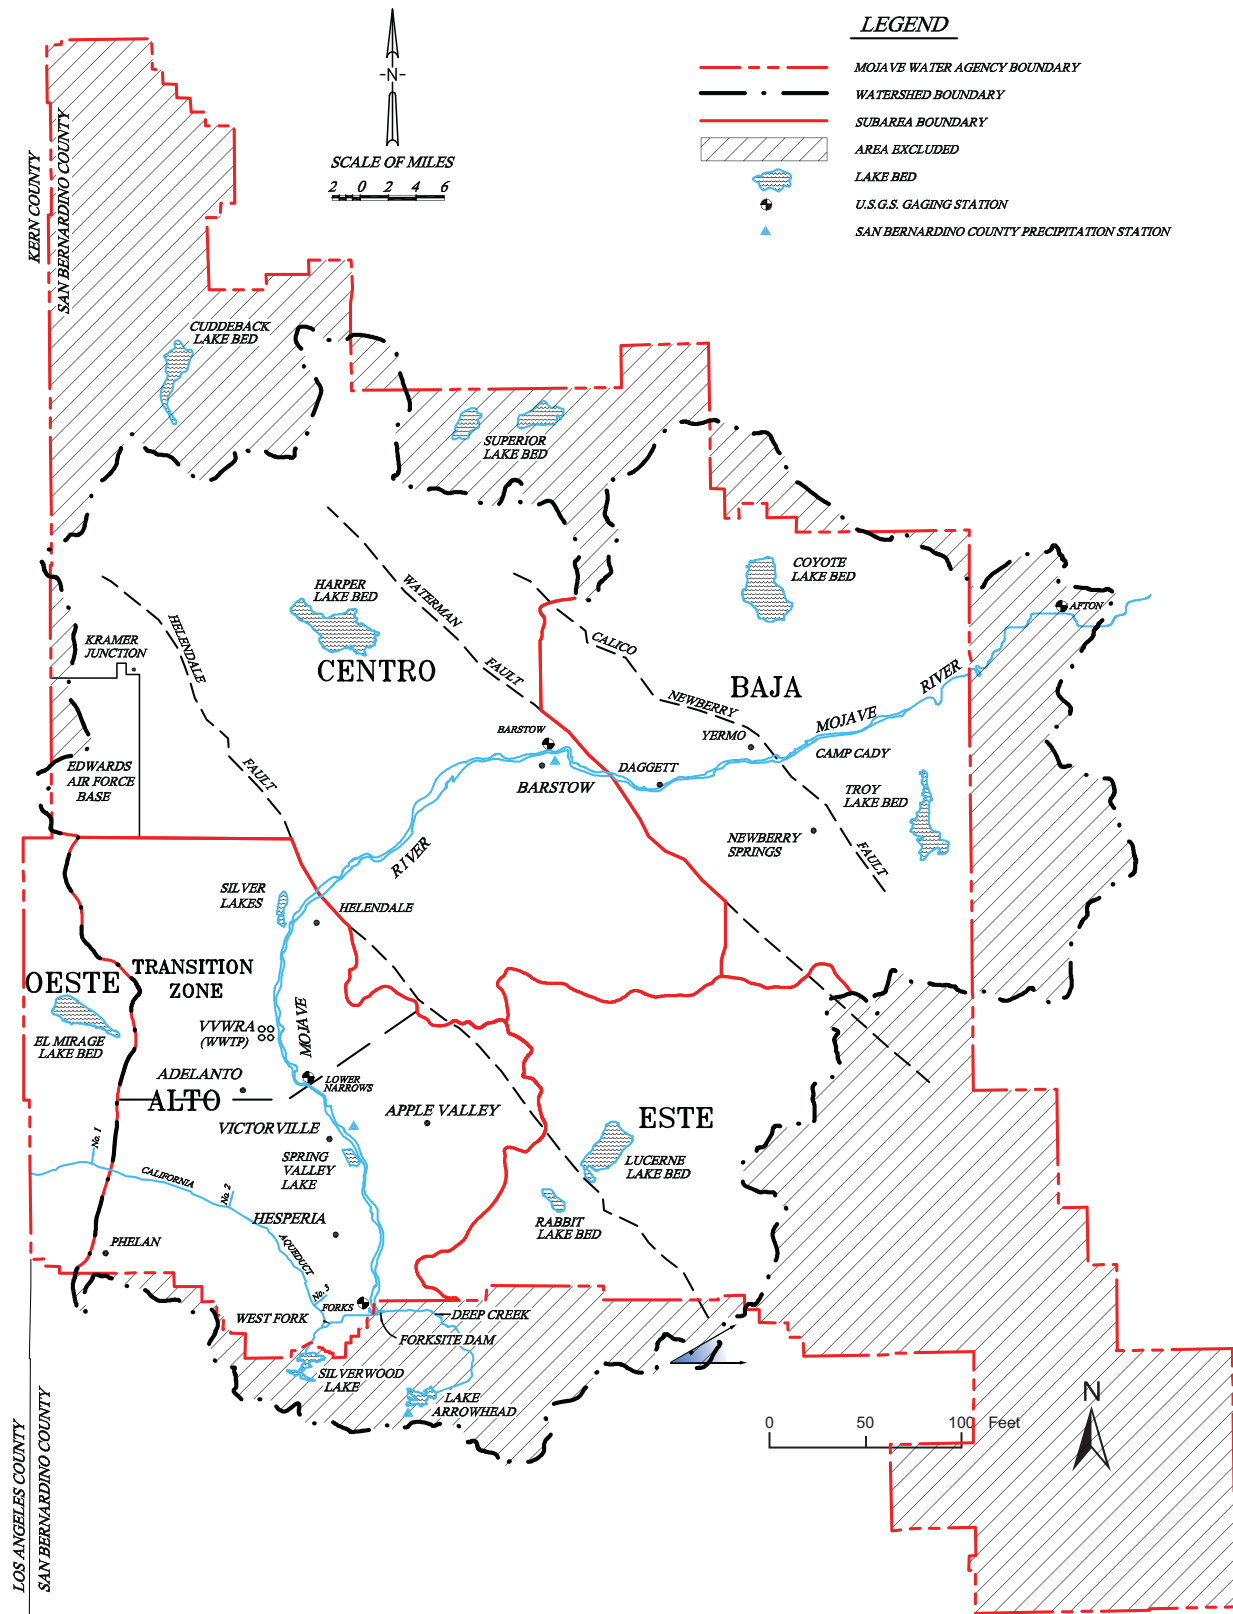 LEGEND
MOJAVE WATER AGENCY BOUNDARY
WATERSHED BOUNDARY
SUBAREA BOUNDARY
AREA EXCLUDED
LAKE BED
U.S.G.S. GAGING STATION
SAN BERNARDINO COUNTY PRECIPITATION STATION
-N-
SCALE OF MILES
2 0 2 4 6
KERN COUNTY
SAN BERNARDINO COUNTY
CUDDEBACK
LAKE BED
SUPERIOR
LAKE BED
COYOTE
LAKE BED
HARPER
LAKE BED
WATERMAN
FAULT
HELENDALE
FAULT
CALICO
NEWBERRY
FAULT
AFTON
KRAMER
JUNCTION
CENTRO
BAJA
RIVER
MOJAVE
BARSTOW
YERMO
CAMP CADY
DAGGETT
BARSTOW
EDWARDS
AIR FORCE
BASE
TROY
LAKE BED
NEWBERRY
SPRINGS
RIVER
SILVER
LAKES
HELENDALE
OESTE
TRANSITION
ZONE
EL MIRAGE
LAKE BED
VVWRA
(WWTP)
MOJAVE
ADELANTO
LOWER
NARROWS
ALTO
APPLE VALLEY
ESTE
VICTORVILLE
SPRING
VALLEY
LAKE
LUCERNE
LAKE BED
No. 1
CALIFORNIA
No. 2
HESPERIA
RABBIT
LAKE BED
PHELAN
AQUEDUCT
No. 3
FORKS
WEST FORK
DEEP CREEK
FORKSITE DAM
SILVERWOOD
LAKE
LAKE
ARROWHEAD
LOS ANGELES COUNTY
SAN BERNARDINO COUNTY
0 50 100 Feet
N